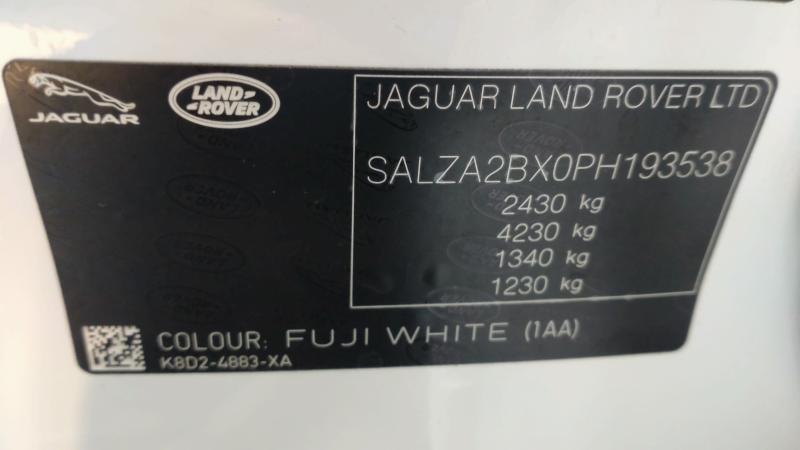 JAGUAR
LAND
ROVER
JAGUAR LAND ROVER LTD
SALZA2BX0PH193538
2430 kg
4230 kg
1340 kg
1230 kg
COLOUR: FUJI WHITE (1AA)
K8D2-4883-XA